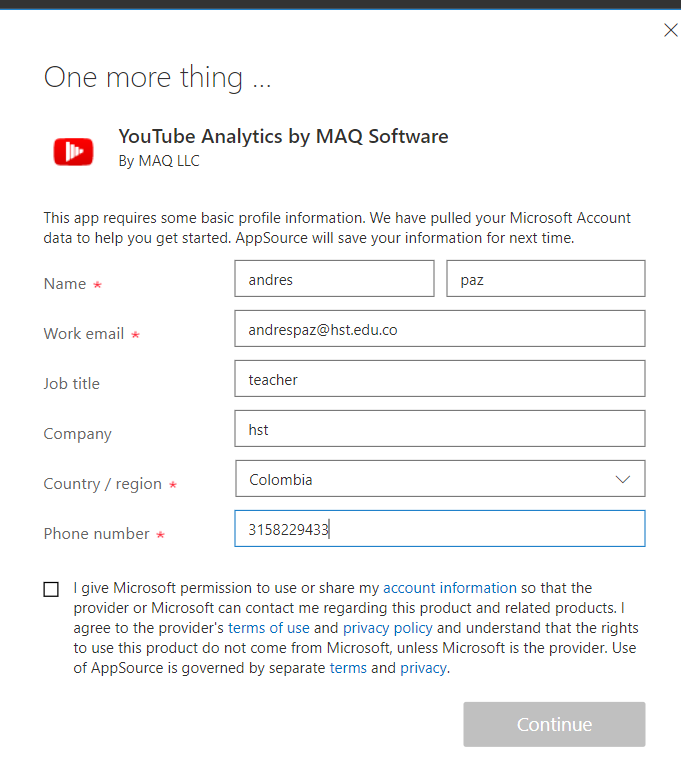 One more thing ...
YouTube Analytics by MAQ Software
By MAQ LLC
This app requires some basic profile information. We have pulled your Microsoft Account
data to help you get started. AppSource will save your information for next time.
Name * andres paz
Work email * andrespaz@hst.edu.co
Job title teacher
Company hst
Country / region * Colombia
Phone number * 3158229433
I give Microsoft permission to use or share my account information so that the
provider or Microsoft can contact me regarding this product and related products. I
agree to the provider's terms of use and privacy policy and understand that the rights
to use this product do not come from Microsoft, unless Microsoft is the provider. Use
of AppSource is governed by separate terms and privacy.
Continue